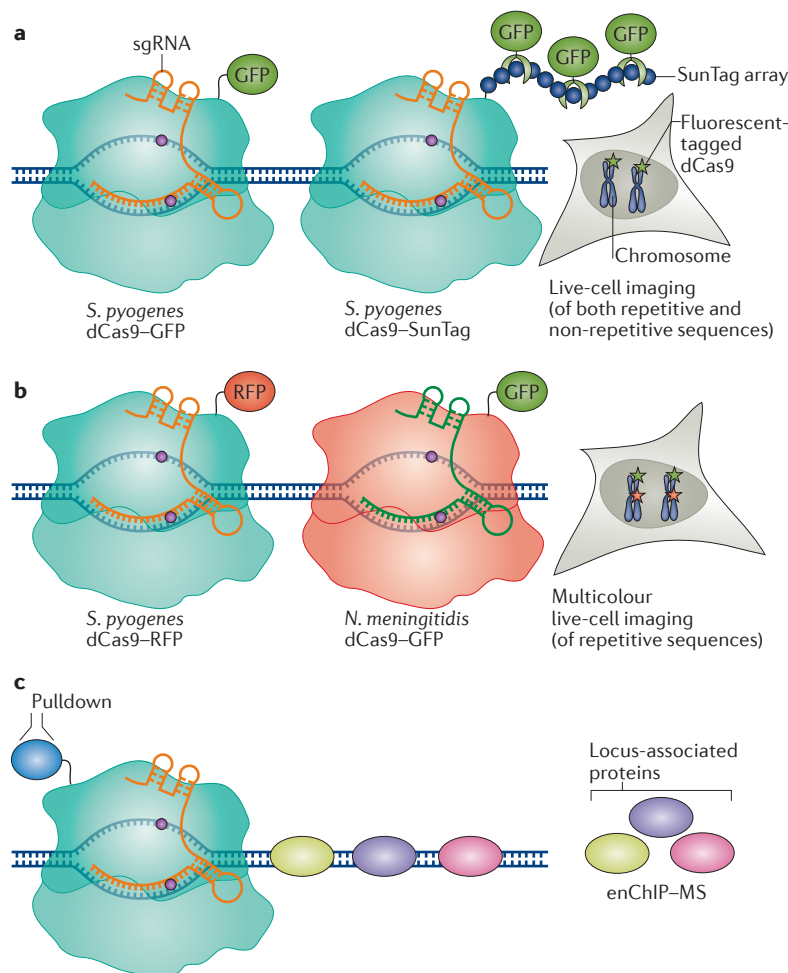 a
sgRNA
GFP
GFP
GFP
GFP
SunTag array
Fluorescent-
tagged
dCas9
Chromosome
S. pyogenes
dCas9–GFP
S. pyogenes
dCas9–SunTag
Live-cell imaging
(of both repetitive and
non-repetitive sequences)
b
RFP
GFP
S. pyogenes
dCas9–RFP
N. meningitidis
dCas9–GFP
Multicolour
live-cell imaging
(of repetitive sequences)
c
Pulldown
Locus-associated
proteins
enChIP–MS